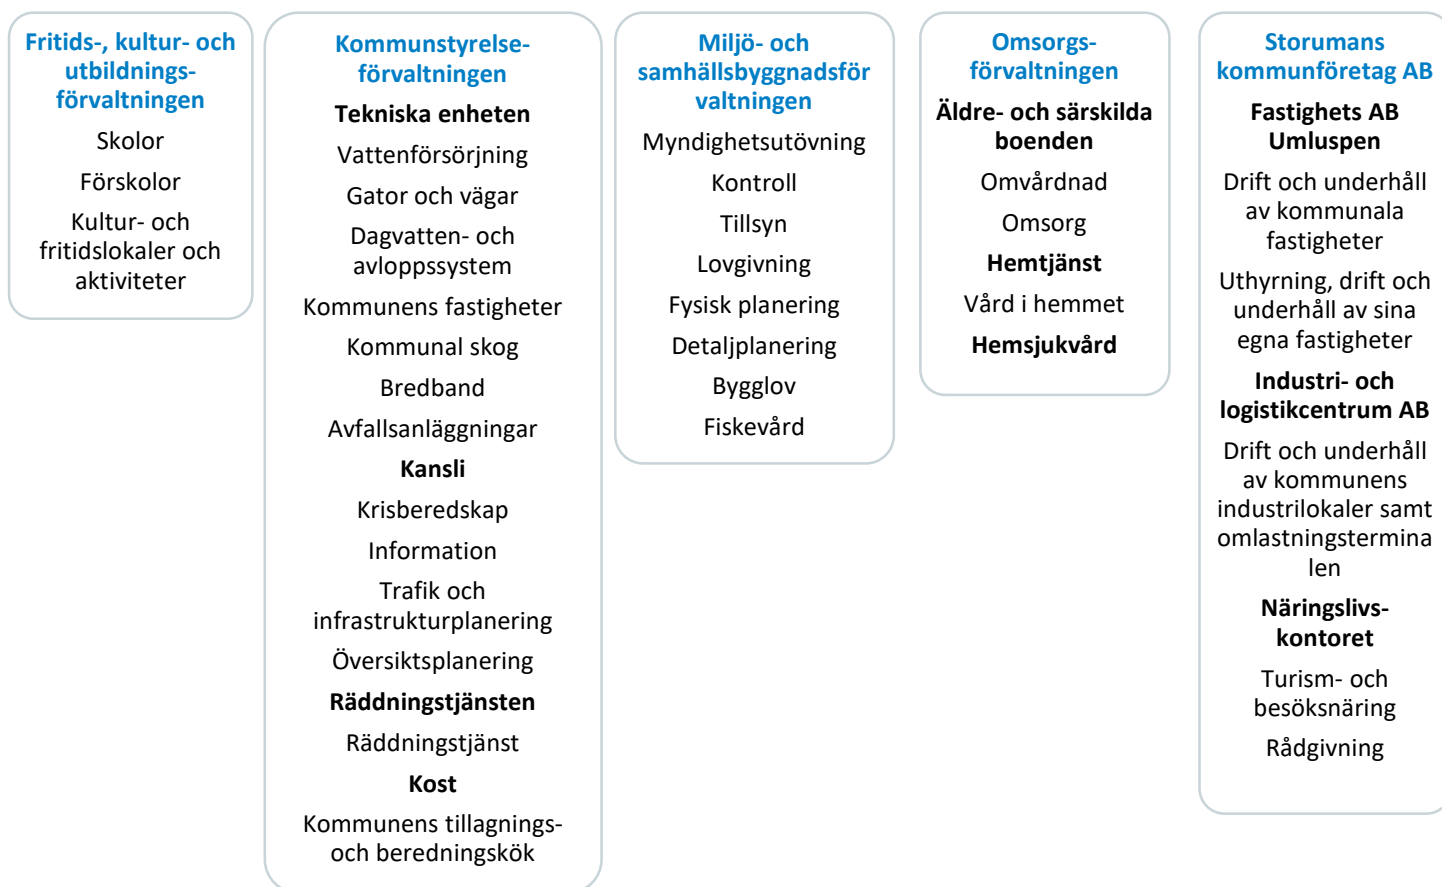 Fritids-, kultur- och
utbildnings-
förvaltningen
Skolor
Förskolor
Kultur- och
fritidslokaler och
aktiviteter
Kommunstyrelse-
förvaltningen
Tekniska enheten
Vattenförsörjning
Gator och vägar
Dagvatten- och
avloppssystem
Kommunens fastigheter
Kommunal skog
Bredband
Avfallsanläggningar
Kansli
Krisberedskap
Information
Trafik och
infrastrukturplanering
Översiktsplanering
Räddningstjänsten
Räddningstjänst
Kost
Kommunens tillagnings-
och beredningskök
Miljö- och
samhällsbyggnadsför
valtningen
Myndighetsutövning
Kontroll
Tillsyn
Lovgivning
Fysisk planering
Detaljplanering
Bygglov
Fiskevård
Omsorgs-
förvaltningen
Äldre- och särskilda
boenden
Omvårdnad
Omsorg
Hemtjänst
Vård i hemmet
Hemsjukvård
Storumans
kommunföretag AB
Fastighets AB
Umluspen
Drift och underhåll
av kommunala
fastigheter
Uthyrning, drift och
underhåll av sina
egna fastigheter
Industri- och
logistikcentrum AB
Drift och underhåll
av kommunens
industrilokaler samt
omlastningstermina
len
Näringslivs-
kontoret
Turism- och
besöksnäring
Rådgivning